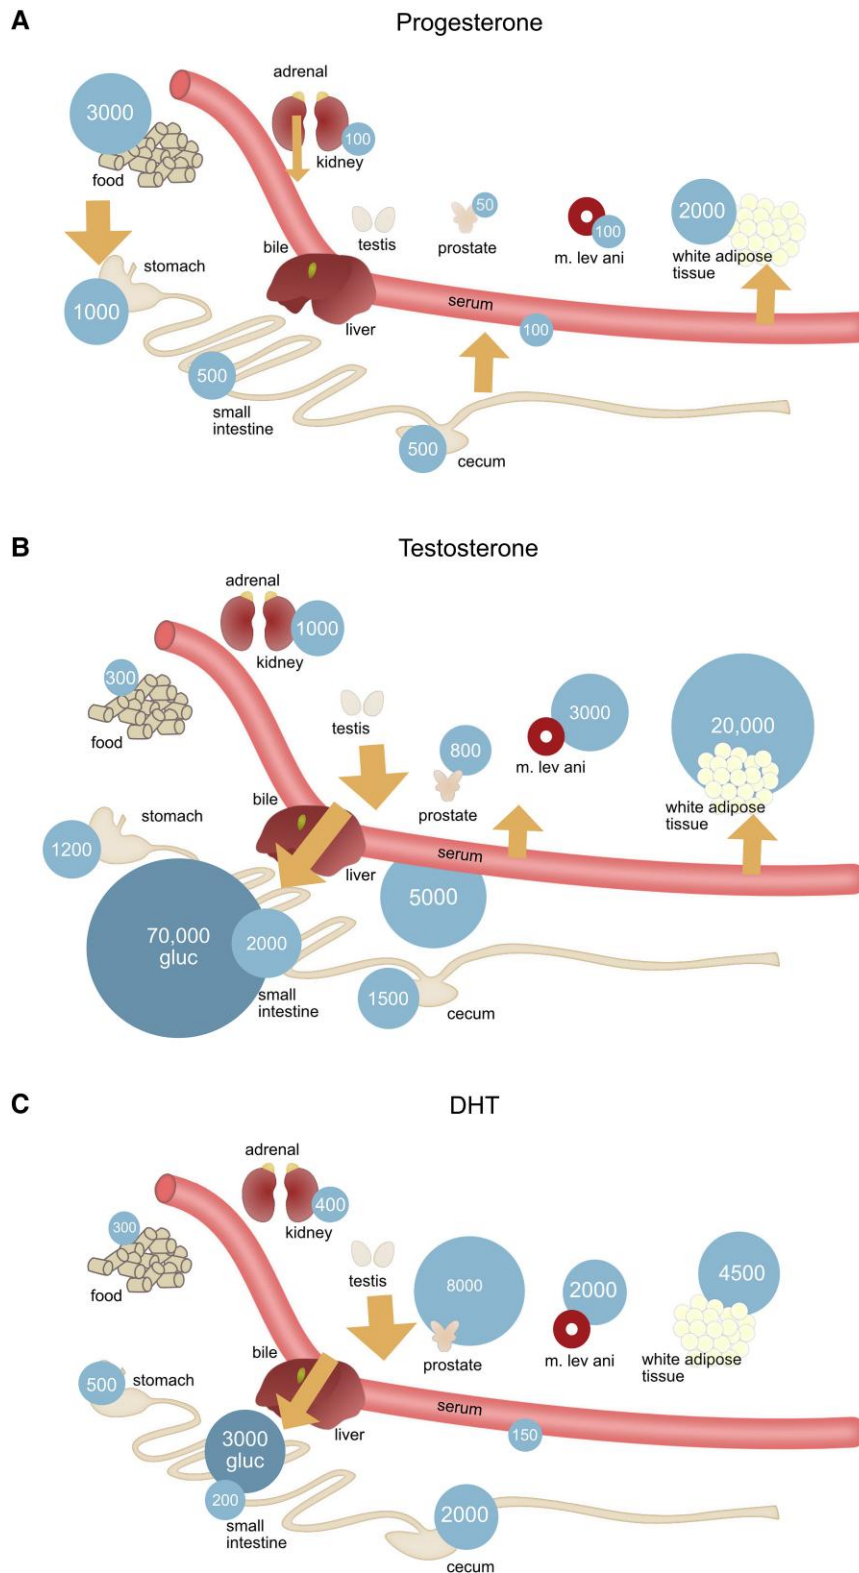 A
Progesterone
adrenal
3000
100
kidney
food
50
2000
100
testis
prostate
m. lev ani
white adipose
tissue
bile
stomach
serum
1000
liver
100
500
small
intestine
500
cecum
B
Testosterone
adrenal
1000
kidney
300
food
testis
3000
20,000
800
m. lev ani
bile
prostate
white adipose
tissue
stomach
1200
serum
liver
5000
70,000
gluc
2000
small
intestine
1500
cecum
C
DHT
adrenal
400
kidney
300
food
testis
8000
2000
4500
bile
prostate
m. lev ani
white adipose
tissue
500
stomach
serum
liver
150
3000
gluc
200
small
intestine
2000
cecum